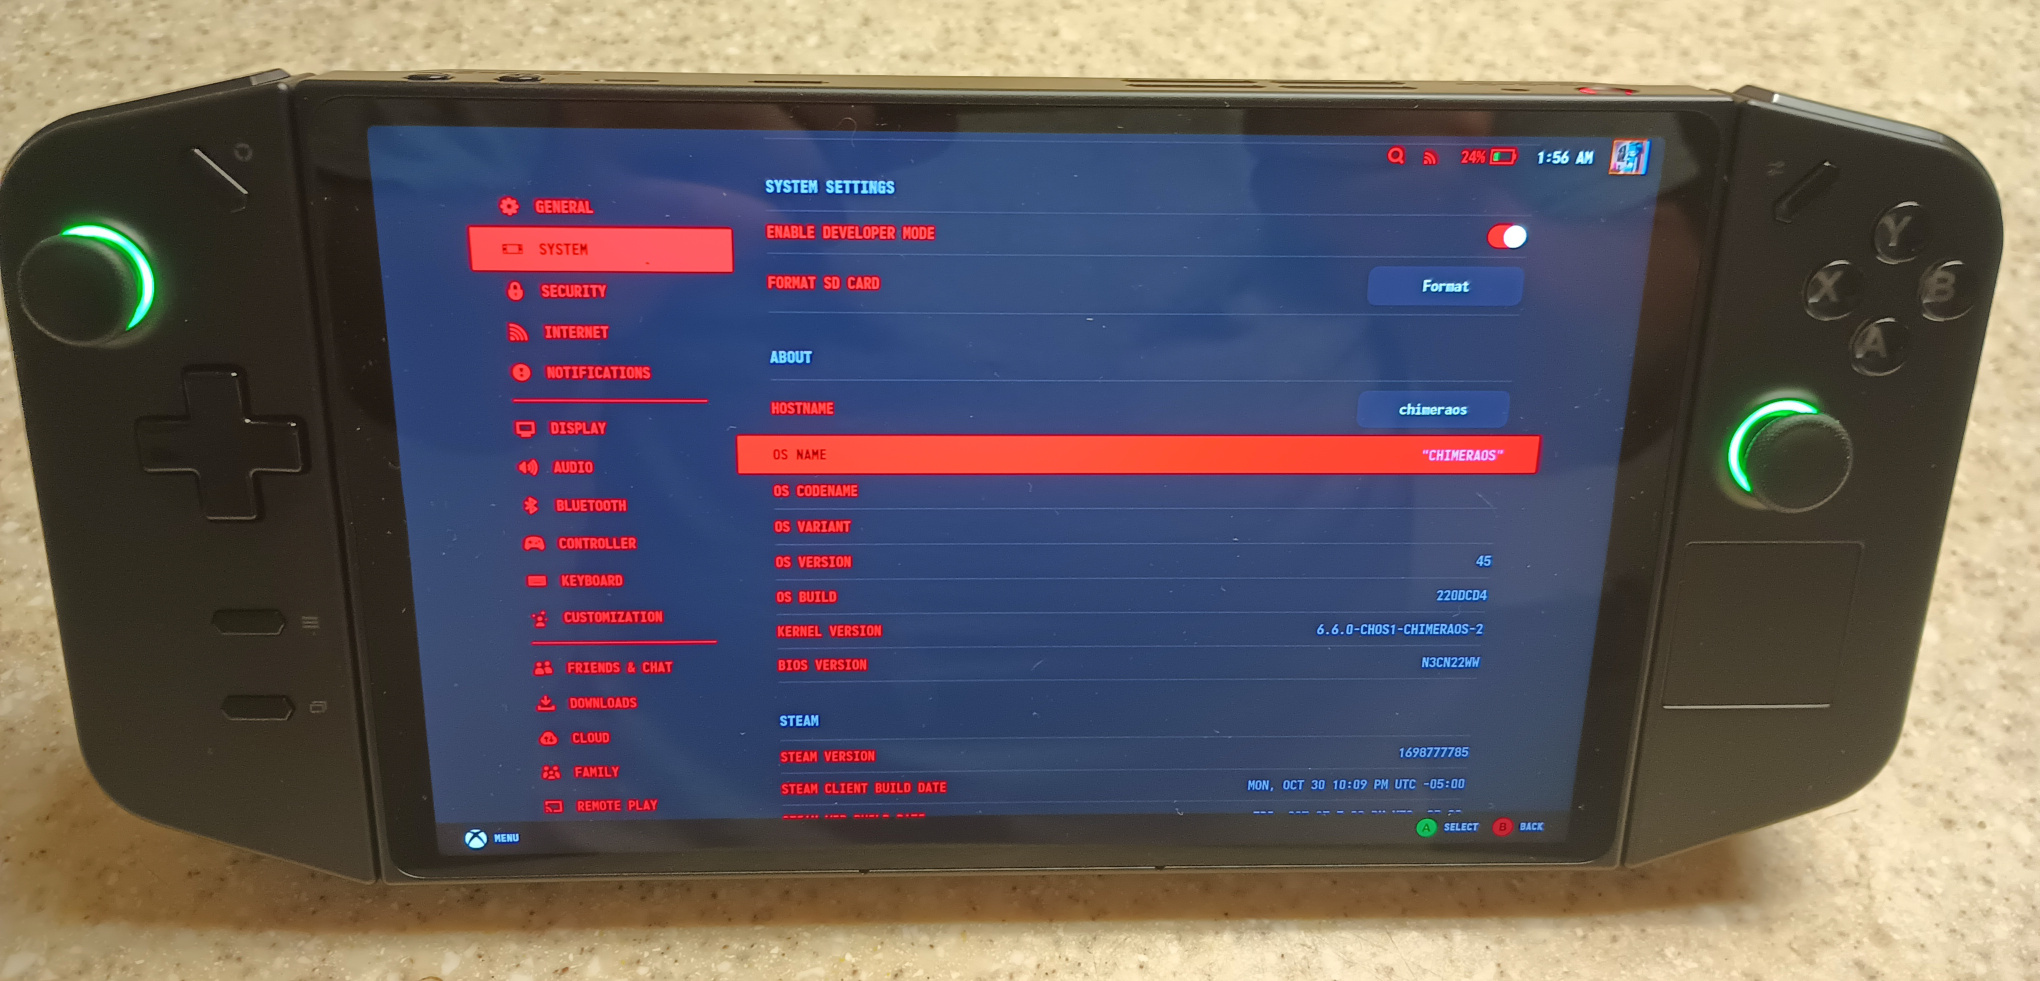 24% 1:56 AM
GENERAL
SYSTEM
SECURITY
INTERNET
NOTIFICATIONS
DISPLAY
AUDIO
BLUETOOTH
CONTROLLER
KEYBOARD
CUSTOMIZATION
FRIENDS & CHAT
DOWNLOADS
CLOUD
FAMILY
REMOTE PLAY
SYSTEM SETTINGS
ENABLE DEVELOPER MODE
FORMAT SD CARD Format
ABOUT
HOSTNAME chimeraos
OS NAME "CHIMERAOS"
OS CODENAME
OS VARIANT
OS VERSION 45
OS BUILD 220DCD4
KERNEL VERSION 6.6.0-CHOS1-CHIMERAOS-2
BIOS VERSION N3CN22WW
STEAM
STEAM VERSION 1698777785
STEAM CLIENT BUILD DATE MON, OCT 30 10:09 PM UTC -05:00
MENU A SELECT B BACK
Y
X B
A